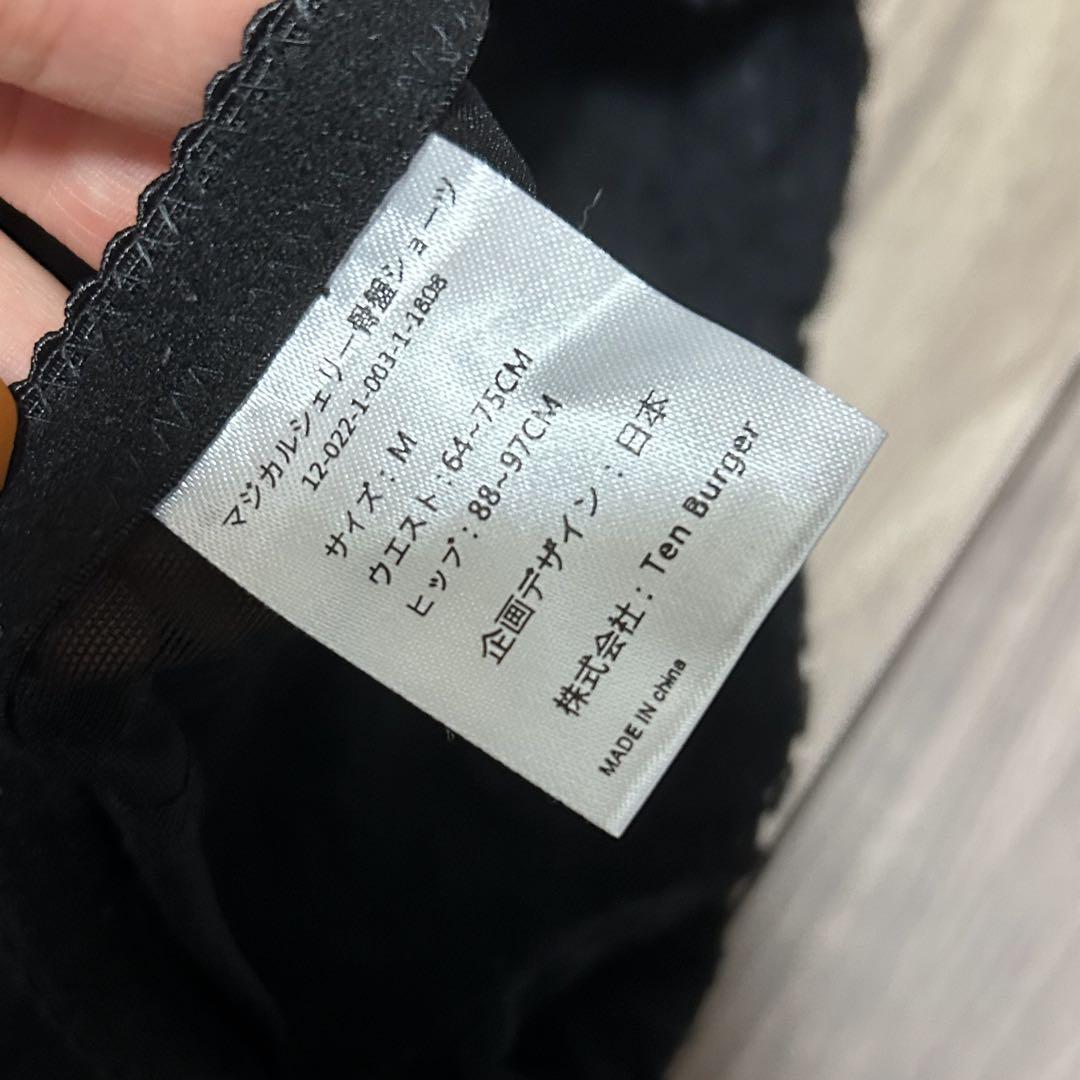 マジカルシェリー骨盤ショーツ
12-022-1-003-1-1808
サイズ：M
ウエスト：64~75CM
ヒップ：88~97CM
企画デザイン：日本
株式会社：Ten Burger
MADE IN china